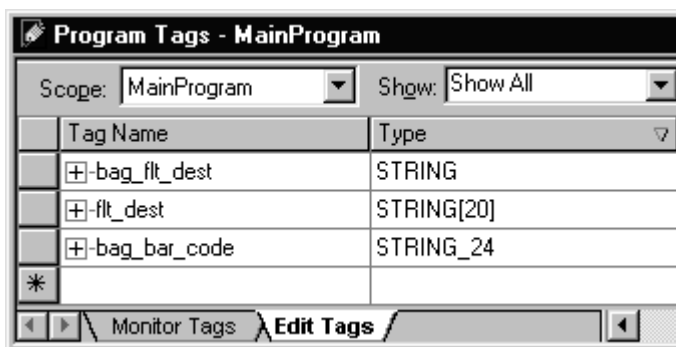 Program Tags - MainProgram
Scope: MainProgram Show: Show All
Tag Name Type
bag_flt_dest STRING
flt_dest STRING[20]
bag_bar_code STRING_24
Monitor Tags Edit Tags